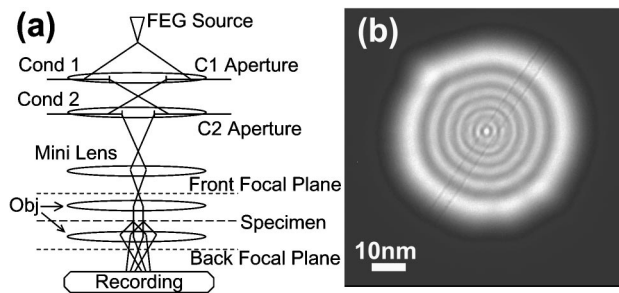 (a)
FEG Source
Cond 1
C1 Aperture
Cond 2
C2 Aperture
Mini Lens
Front Focal Plane
Obj
Specimen
Back Focal Plane
Recording
(b)
10nm